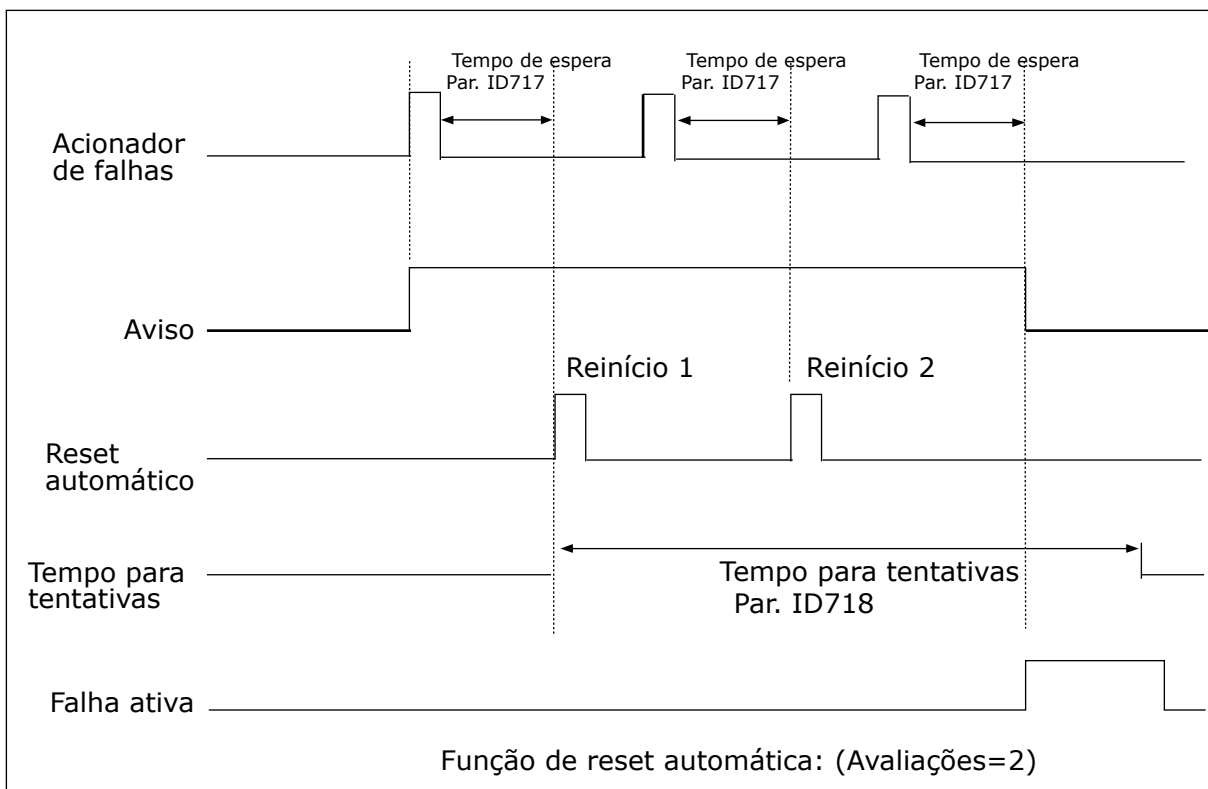 Tempo de espera
Par. ID717
Tempo de espera
Par. ID717
Tempo de espera
Par. ID717
Acionador
de falhas
Aviso
Reinício 1
Reinício 2
Reset
automático
Tempo para
tentativas
Tempo para tentativas
Par. ID718
Falha ativa
Função de reset automática: (Avaliações=2)